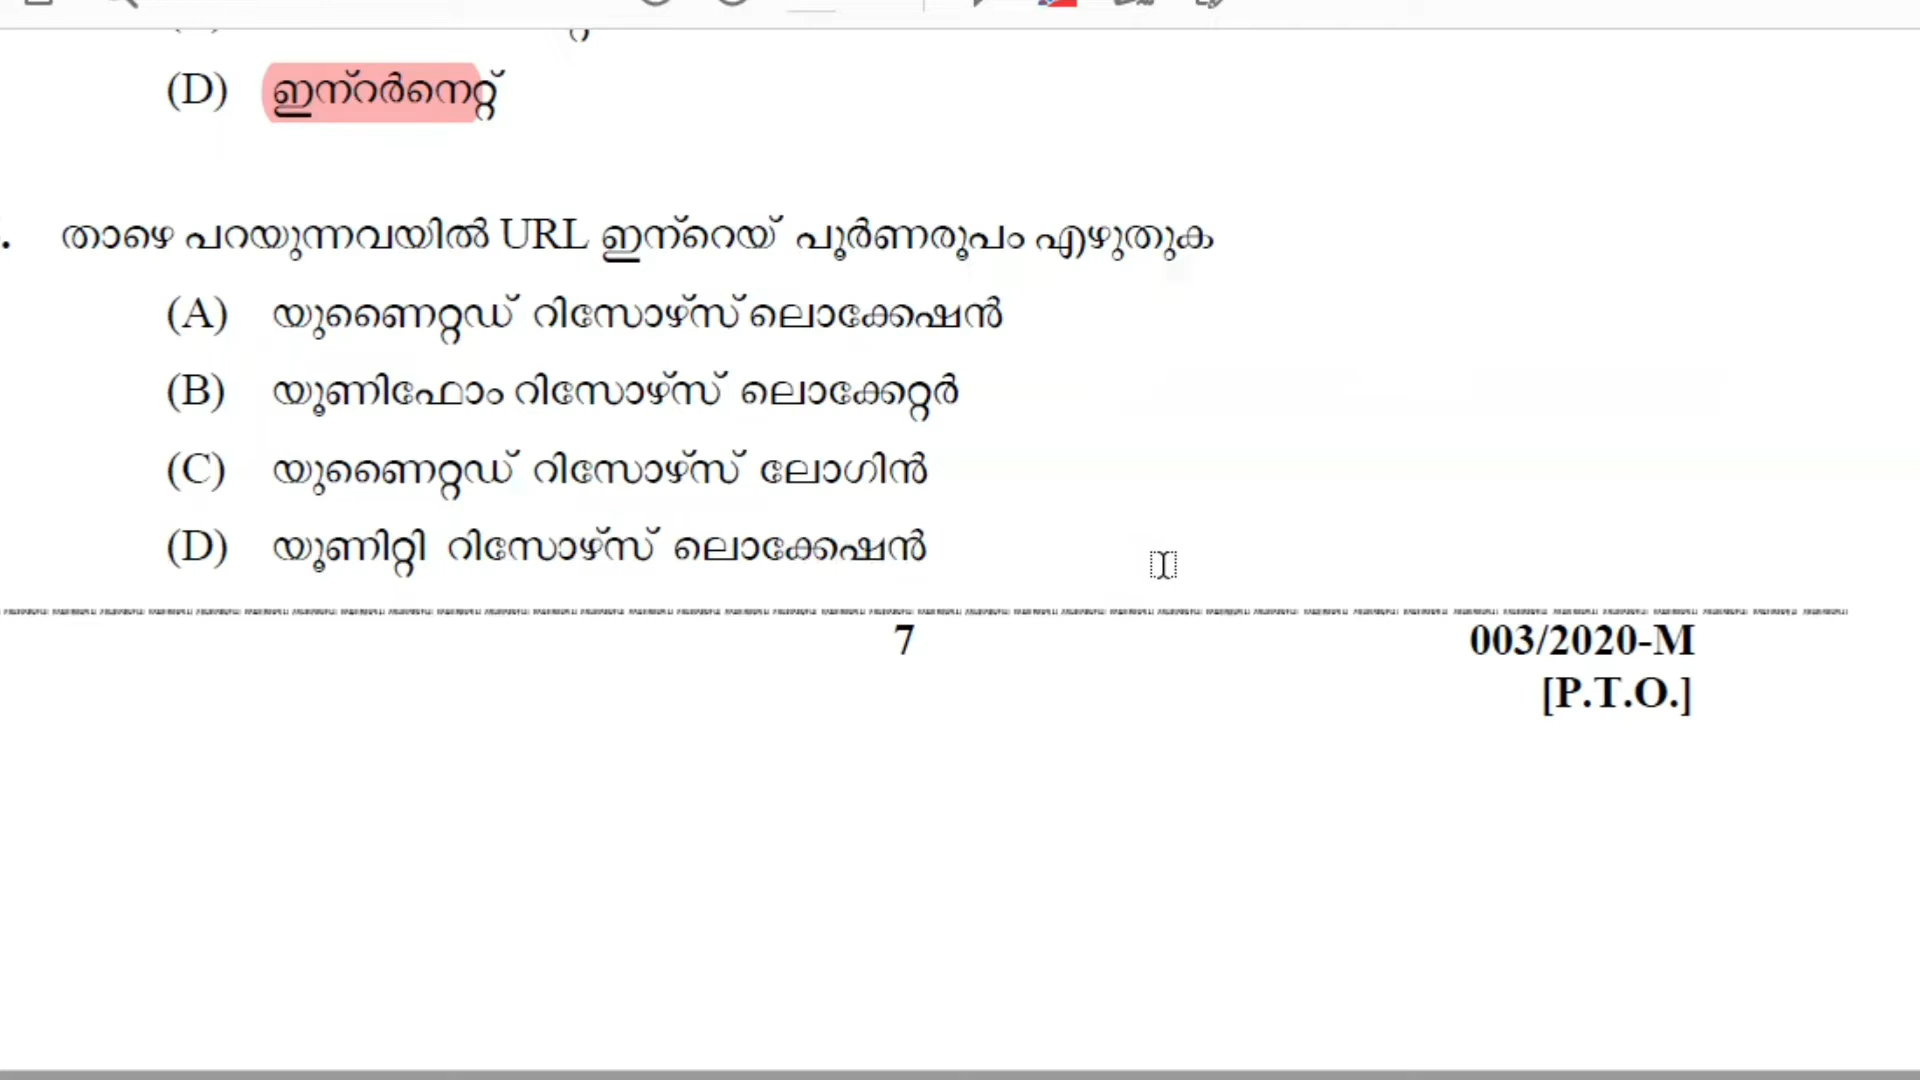 (D) ഇന്റർനെറ്റ്
താഴെ പറയുന്നവയിൽ URL ഇന്റെയ് പൂർണരൂപം എഴുതുക
(A) യുണൈറ്റഡ് റിസോഴ്സ് ലൊക്കേഷൻ
(B) യൂണിഫോം റിസോഴ്സ് ലൊക്കേറ്റർ
(C) യുണൈറ്റഡ് റിസോഴ്സ് ലോഗിൻ
(D) യൂണിറ്റി റിസോഴ്സ് ലൊക്കേഷൻ
7
003/2020-M
[P.T.O.]